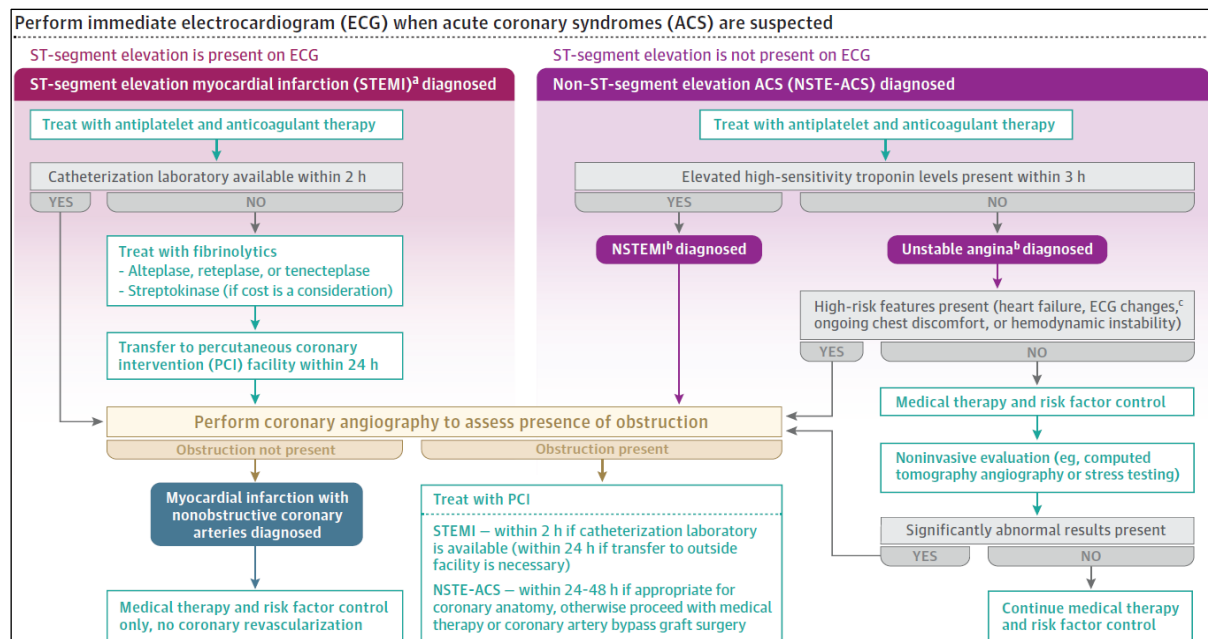 Perform immediate electrocardiogram (ECG) when acute coronary syndromes (ACS) are suspected
ST-segment elevation is present on ECG
ST-segment elevation myocardial infarction (STEMI)ᵃ diagnosed
Treat with antiplatelet and anticoagulant therapy
Catheterization laboratory available within 2 h
YES
NO
Treat with fibrinolytics
- Alteplase, reteplase, or tenecteplase
- Streptokinase (if cost is a consideration)
Transfer to percutaneous coronary
intervention (PCI) facility within 24 h
ST-segment elevation is not present on ECG
Non–ST-segment elevation ACS (NSTE-ACS) diagnosed
Treat with antiplatelet and anticoagulant therapy
Elevated high-sensitivity troponin levels present within 3 h
YES
NO
NSTEMIᵇ diagnosed
Unstable anginaᵇ diagnosed
High-risk features present (heart failure, ECG changes,ᶜ
ongoing chest discomfort, or hemodynamic instability)
YES
NO
Medical therapy and risk factor control
Noninvasive evaluation (eg, computed
tomography angiography or stress testing)
Significantly abnormal results present
YES
NO
Continue medical therapy
and risk factor control
Perform coronary angiography to assess presence of obstruction
Obstruction not present
Obstruction present
Myocardial infarction with
nonobstructive coronary
arteries diagnosed
Medical therapy and risk factor control
only, no coronary revascularization
Treat with PCI
STEMI — within 2 h if catheterization laboratory
is available (within 24 h if transfer to outside
facility is necessary)
NSTE-ACS — within 24-48 h if appropriate for
coronary anatomy, otherwise proceed with medical
therapy or coronary artery bypass graft surgery